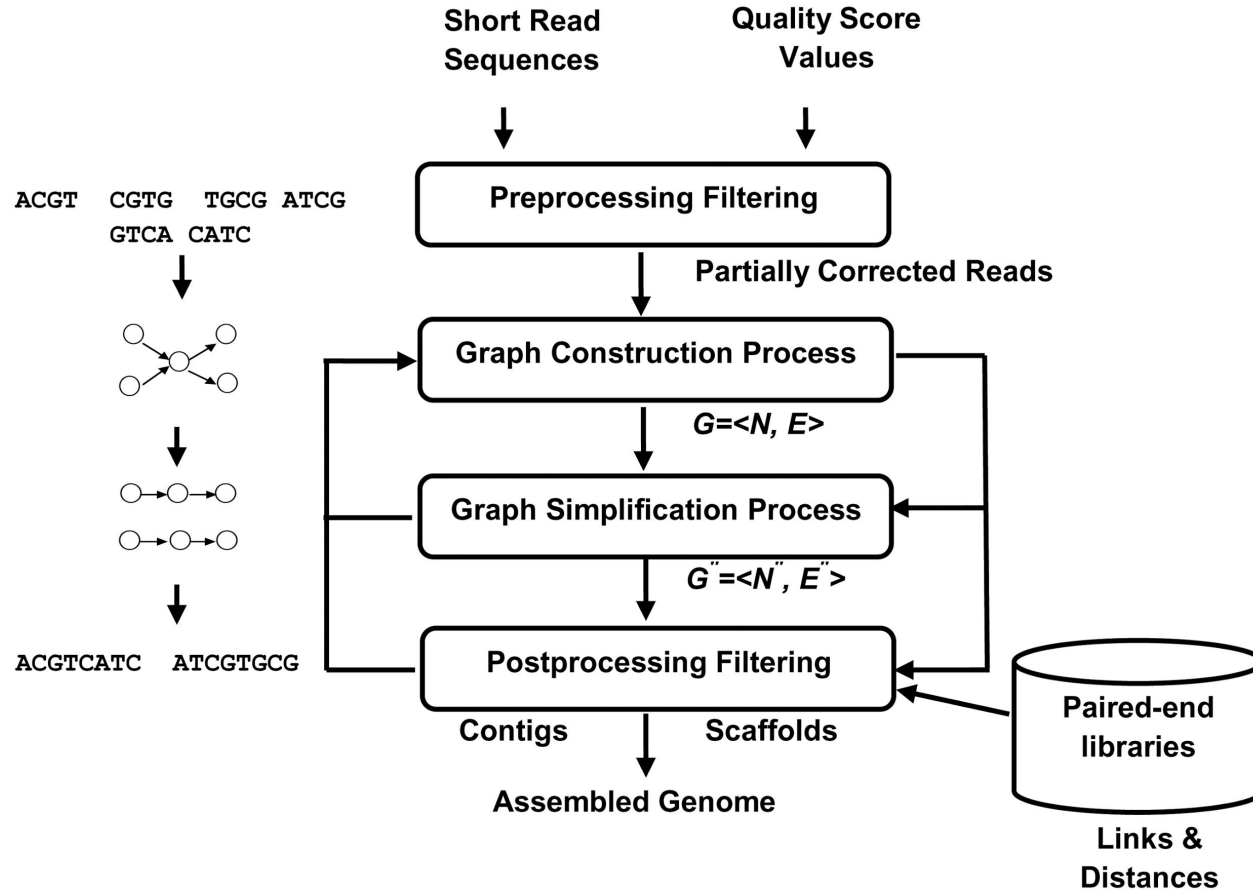 Short Read
Sequences
Quality Score
Values
Preprocessing Filtering
ACGT CGTG TGCG ATCG
GTCA CATC
Partially Corrected Reads
Graph Construction Process
G=<N, E>
Graph Simplification Process
G"=<N", E">
Postprocessing Filtering
ACGTCATC ATCGTGCG
Paired-end
libraries
Contigs
Scaffolds
Assembled Genome
Links &
Distances